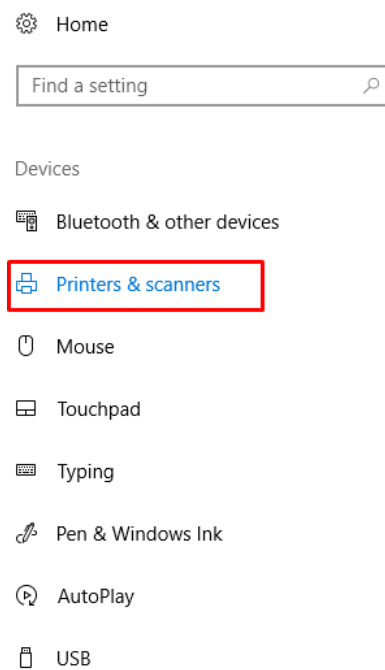 Home
Find a setting
Devices
Bluetooth & other devices
Printers & scanners
Mouse
Touchpad
Typing
Pen & Windows Ink
AutoPlay
USB